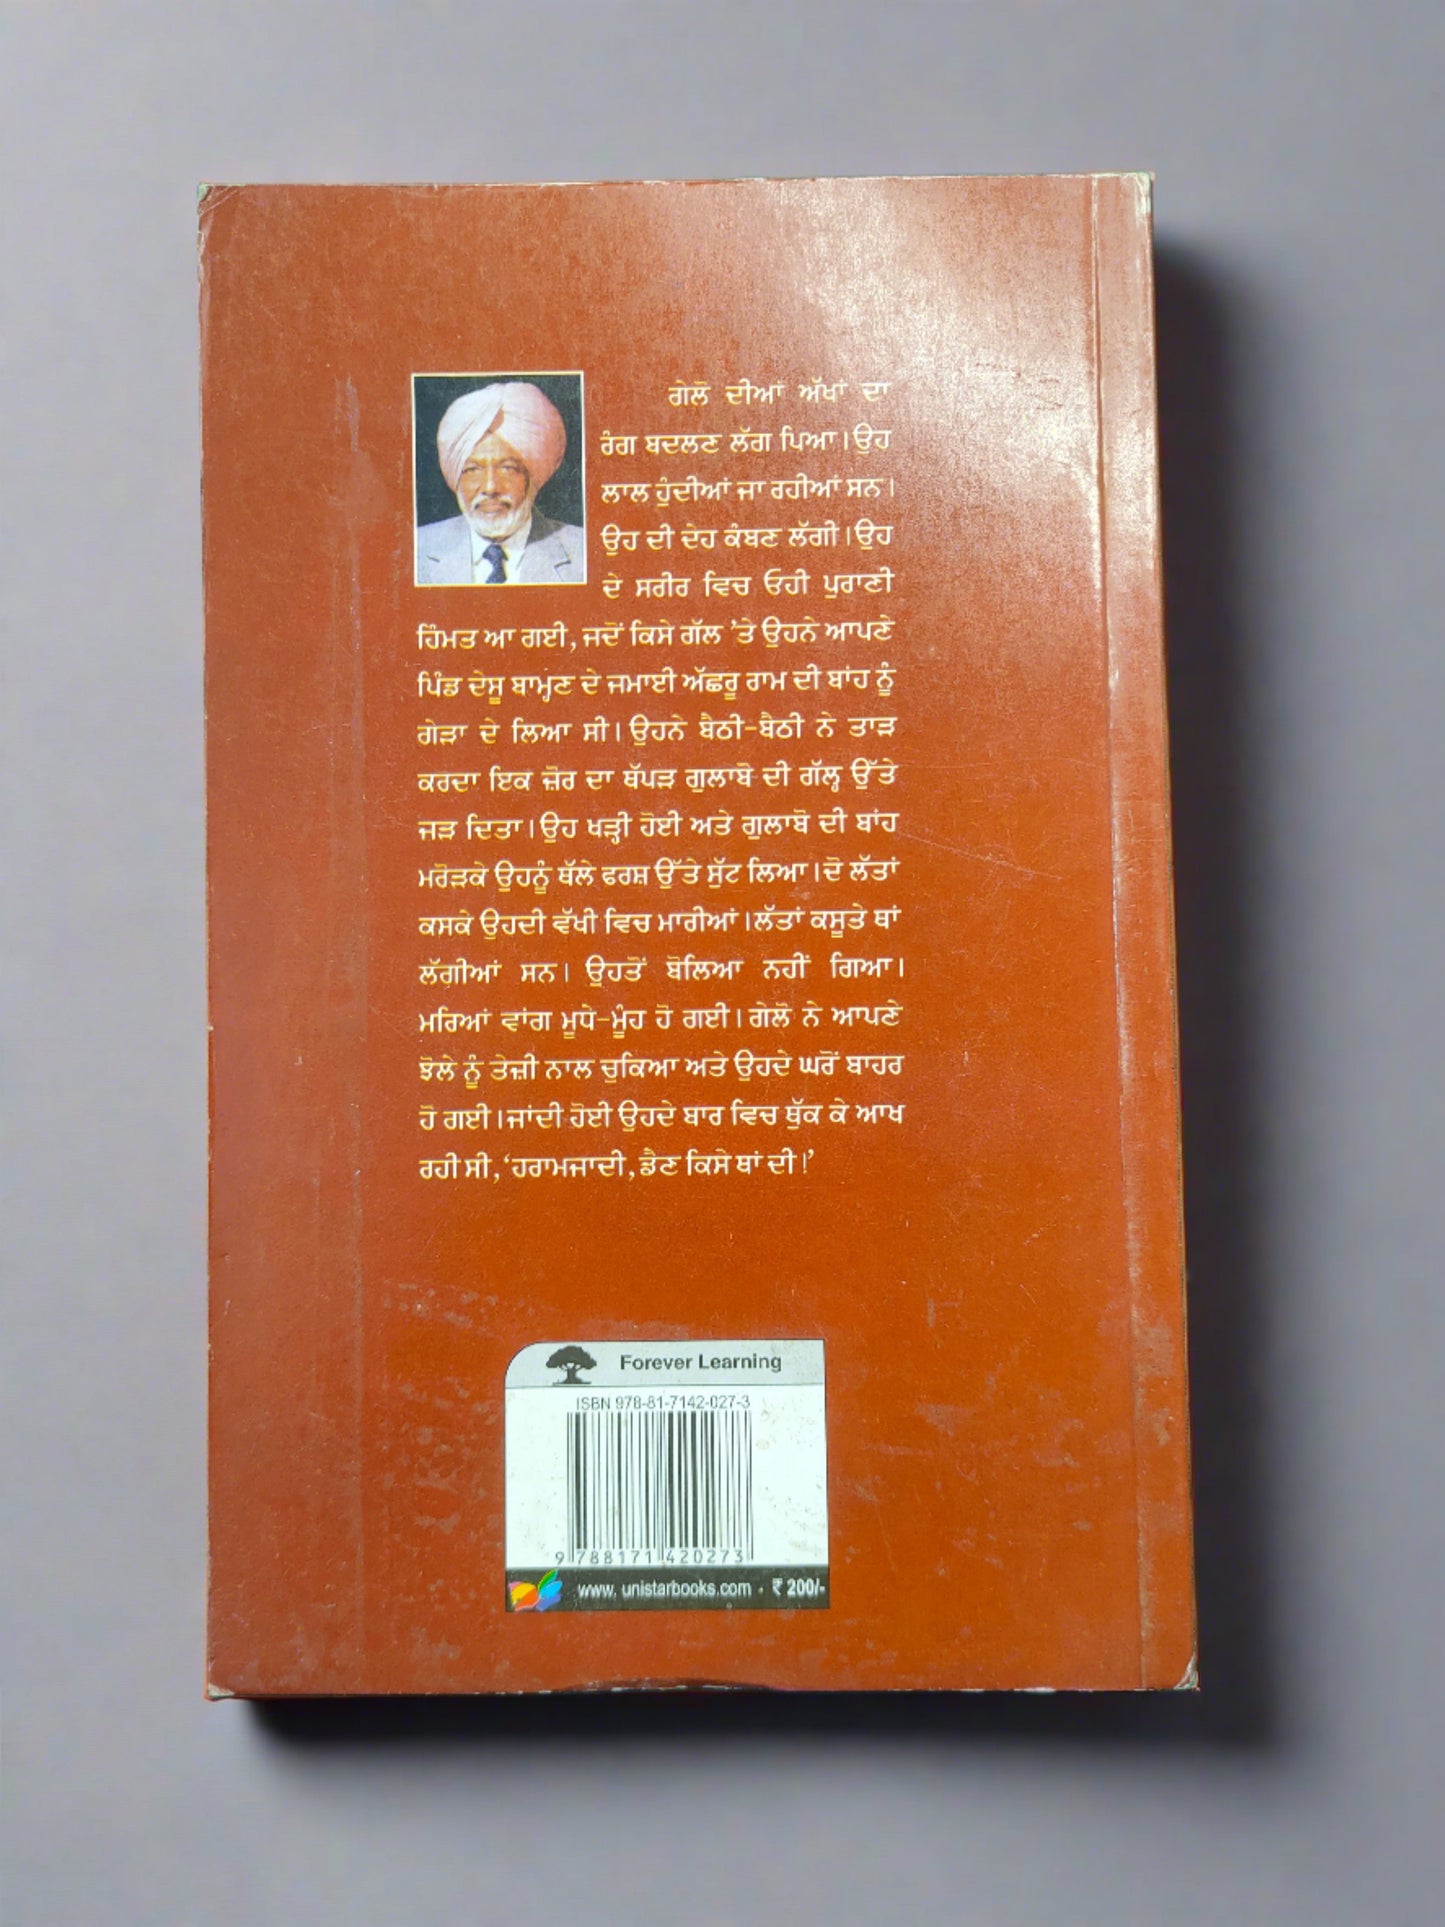 ਗੇਲੋ ਦੀਆਂ ਅੱਖਾਂ ਦਾ
ਰੰਗ ਬਦਲਣ ਲੱਗ ਪਿਆ। ਉਹ
ਲਾਲ ਹੁੰਦੀਆਂ ਜਾ ਰਹੀਆਂ ਸਨ।
ਉਹ ਦੀ ਦੇਹ ਕੰਬਣ ਲੱਗੀ। ਉਹ
ਦੇ ਸਰੀਰ ਵਿਚ ਓਹੀ ਪੁਰਾਣੀ
ਹਿੰਮਤ ਆ ਗਈ, ਜਦੋਂ ਕਿਸੇ ਗੱਲ ’ਤੇ ਉਹਨੇ ਆਪਣੇ
ਪਿੰਡ ਦੇਸੂ ਬਾਮ੍ਹਣ ਦੇ ਜਮਾਈ ਅੱਛਰੂ ਰਾਮ ਦੀ ਬਾਂਹ ਨੂੰ
ਗੇੜਾ ਦੇ ਲਿਆ ਸੀ। ਉਹਨੇ ਬੈਠੀ-ਬੈਠੀ ਨੇ ਤਾੜ
ਕਰਦਾ ਇਕ ਜ਼ੋਰ ਦਾ ਥੱਪੜ ਗੁਲਾਬੋ ਦੀ ਗੱਲ੍ਹ ਉੱਤੇ
ਜੜ ਦਿਤਾ। ਉਹ ਖੜ੍ਹੀ ਹੋਈ ਅਤੇ ਗੁਲਾਬੋ ਦੀ ਬਾਂਹ
ਮਰੋੜਕੇ ਉਹਨੂੰ ਥੱਲੇ ਫਰਸ਼ ਉੱਤੇ ਸੁੱਟ ਲਿਆ। ਦੋ ਲੱਤਾਂ
ਕਸਕੇ ਉਹਦੀ ਵੱਖੀ ਵਿਚ ਮਾਰੀਆਂ। ਲੱਤਾਂ ਕਸੂਤੇ ਥਾਂ
ਲੱਗੀਆਂ ਸਨ। ਉਹਤੋਂ ਬੋਲਿਆ ਨਹੀਂ ਗਿਆ।
ਮਰਿਆਂ ਵਾਂਗ ਮੂਧੇ-ਮੂੰਹ ਹੋ ਗਈ। ਗੇਲੋ ਨੇ ਆਪਣੇ
ਝੋਲੇ ਨੂੰ ਤੇਜ਼ੀ ਨਾਲ ਚੁਕਿਆ ਅਤੇ ਉਹਦੇ ਘਰੋਂ ਬਾਹਰ
ਹੋ ਗਈ। ਜਾਂਦੀ ਹੋਈ ਉਹਦੇ ਬਾਰ ਵਿਚ ਥੁੱਕ ਕੇ ਆਖ
ਰਹੀ ਸੀ, ‘ਹਰਾਮਜਾਦੀ, ਡੈਣ ਕਿਸੇ ਥਾਂ ਦੀ!’
Forever Learning
ISBN 978-81-7142-027-3
9 788171 420273
www. unistarbooks.com · ₹ 200/-